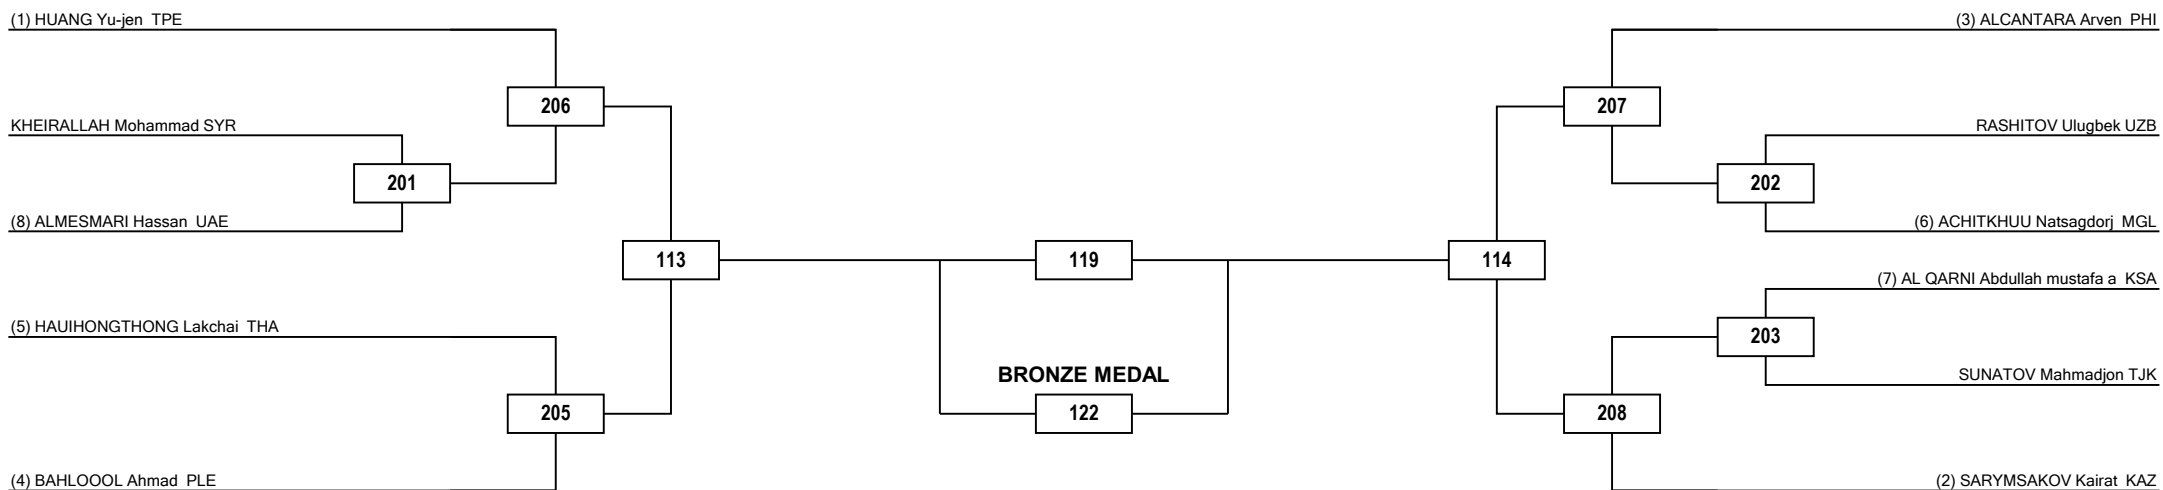 (1) HUANG Yu-jen TPE
(3) ALCANTARA Arven PHI
206
207
KHEIRALLAH Mohammad SYR
RASHITOV Ulugbek UZB
201
202
(8) ALMESMARI Hassan UAE
(6) ACHITKHUU Natsagdorj MGL
113
119
114
(7) AL QARNI Abdullah mustafa a KSA
(5) HAUIHONGTHONG Lakchai THA
203
BRONZE MEDAL
SUNATOV Mahmadjon TJK
205
122
208
(4) BAHLOOOL Ahmad PLE
(2) SARYMSAKOV Kairat KAZ